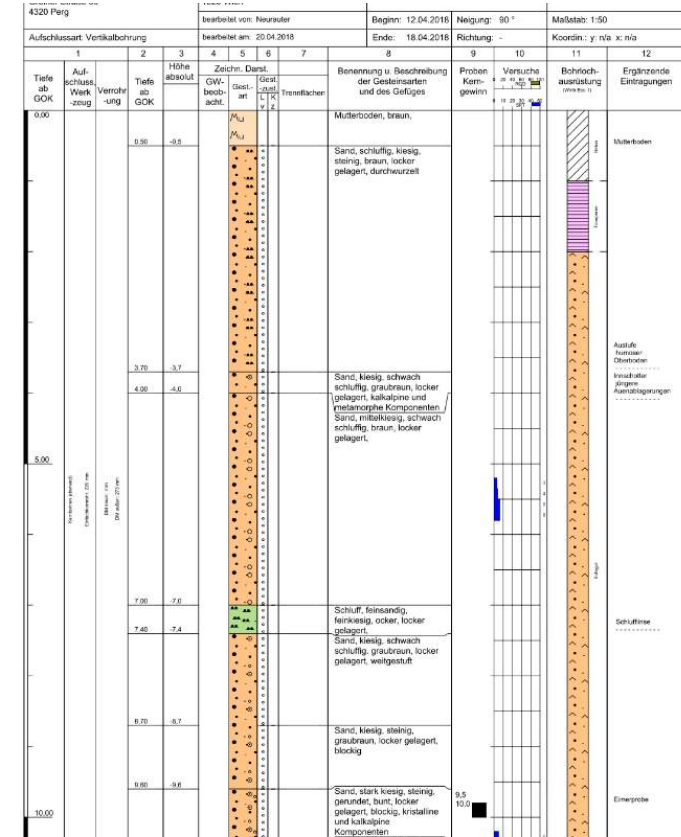 4320 Perg
bearbeitet von: Neurauter
Beginn: 12.04.2018
Neigung: 90 °
Maßstab: 1:50
Aufschlussart: Vertikalbohrung
bearbeitet am: 20.04.2018
Ende: 18.04.2018
Richtung: -
Koordin.: y: n/a x: n/a
1 2 3 4 5 6 7 8 9 10 11 12
Tiefe
ab
GOK
Auf-
schluss,
Werk
-zeug
Verrohr
-ung
Tiefe
ab
GOK
Höhe
absolut
Zeichn. Darst.
GW-
beob-
acht.
Gest.-
art
Gest.
-zust.
L K
V Z
Trennflächen
Benennung u. Beschreibung
der Gesteinsarten
und des Gefüges
Proben
Kern-
gewinn
Versuche
Bohrloch-
ausrüstung
Ergänzende
Eintragungen
0,00
Mu
Mu
Mutterboden, braun,
0,50 -0,5
Mutterboden
Sand, schluffig, kiesig,
steinig, braun, locker
gelagert, durchwurzelt
Austufe
humoser
Oberboden
3,70 -3,7
Sand, kiesig, schwach
schluffig, graubraun, locker
gelagert, kalkalpine und
metamorphe Komponenten
Innschotter
jüngere
Auenablagerungen
4,00 -4,0
Sand, mittelkiesig, schwach
schluffig, braun, locker
gelagert,
5,00
7,00 -7,0
Schluff, feinsandig,
feinkiesig, ocker, locker
gelagert,
Schlufflinse
7,40 -7,4
Sand, kiesig, schwach
schluffig, graubraun, locker
gelagert, weitgestuft
8,70 -8,7
Sand, kiesig, steinig,
graubraun, locker gelagert,
blockig
9,60 -9,6
Sand, stark kiesig, steinig,
gerundet, bunt, locker
gelagert, blockig, kristalline
und kalkalpine
Komponenten
9,5
10,0
Eimerprobe
10,00